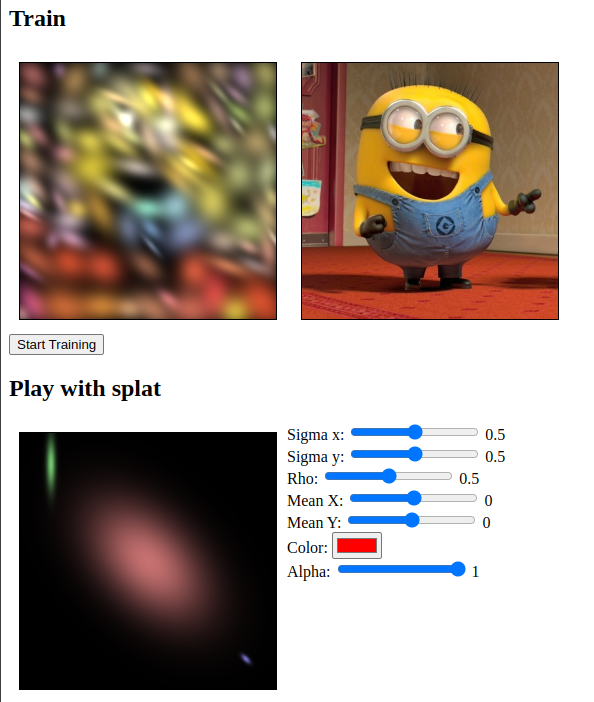 Train
Start Training
Play with splat
Sigma x: 0.5
Sigma y: 0.5
Rho: 0.5
Mean X: 0
Mean Y: 0
Color:
Alpha: 1